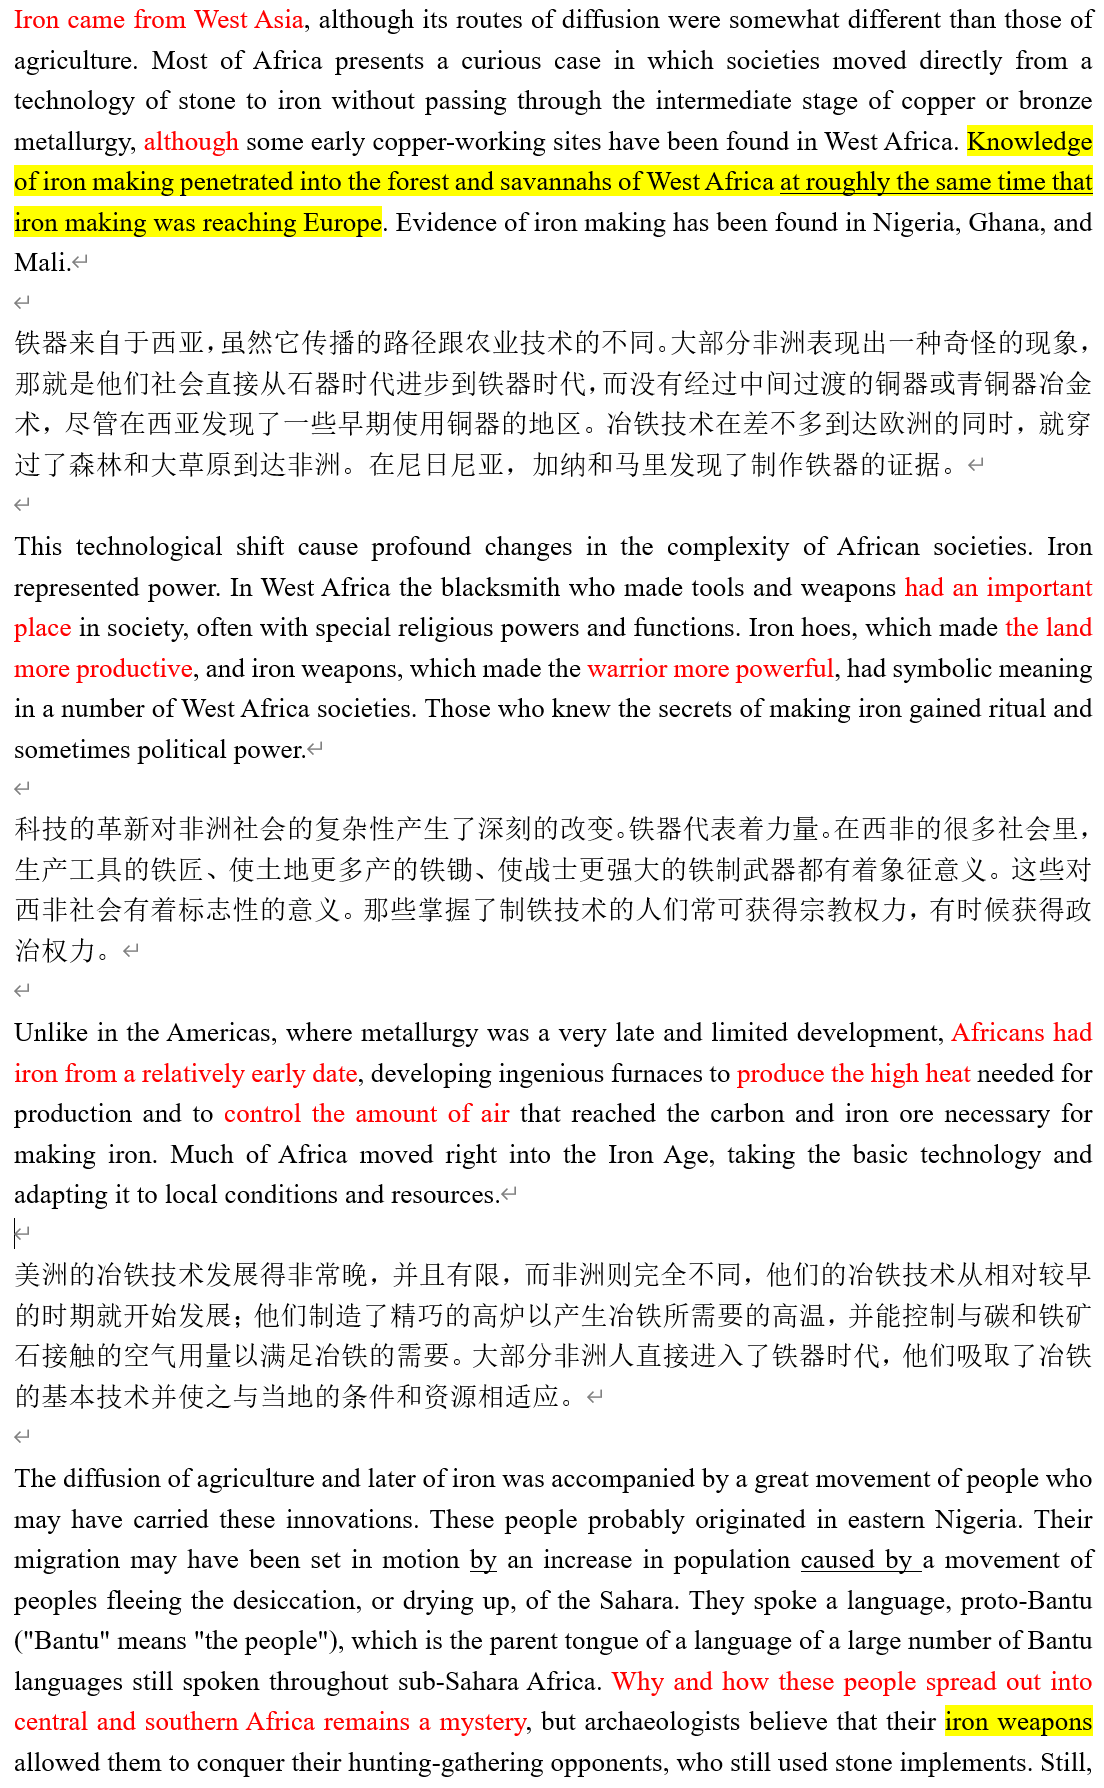 Iron came from West Asia, although its routes of diffusion were somewhat different than those of
agriculture. Most of Africa presents a curious case in which societies moved directly from a
technology of stone to iron without passing through the intermediate stage of copper or bronze
metallurgy, although some early copper-working sites have been found in West Africa. Knowledge
of iron making penetrated into the forest and savannahs of West Africa at roughly the same time that
iron making was reaching Europe. Evidence of iron making has been found in Nigeria, Ghana, and
Mali.
铁器来自于西亚，虽然它传播的路径跟农业技术的不同。大部分非洲表现出一种奇怪的现象，
那就是他们社会直接从石器时代进步到铁器时代，而没有经过中间过渡的铜器或青铜器冶金
术，尽管在西亚发现了一些早期使用铜器的地区。冶铁技术在差不多到达欧洲的同时，就穿
过了森林和大草原到达非洲。在尼日尼亚，加纳和马里发现了制作铁器的证据。
This technological shift cause profound changes in the complexity of African societies. Iron
represented power. In West Africa the blacksmith who made tools and weapons had an important
place in society, often with special religious powers and functions. Iron hoes, which made the land
more productive, and iron weapons, which made the warrior more powerful, had symbolic meaning
in a number of West Africa societies. Those who knew the secrets of making iron gained ritual and
sometimes political power.
科技的革新对非洲社会的复杂性产生了深刻的改变。铁器代表着力量。在西非的很多社会里，
生产工具的铁匠、使土地更多产的铁锄、使战士更强大的铁制武器都有着象征意义。这些对
西非社会有着标志性的意义。那些掌握了制铁技术的人们常可获得宗教权力，有时候获得政
治权力。
Unlike in the Americas, where metallurgy was a very late and limited development, Africans had
iron from a relatively early date, developing ingenious furnaces to produce the high heat needed for
production and to control the amount of air that reached the carbon and iron ore necessary for
making iron. Much of Africa moved right into the Iron Age, taking the basic technology and
adapting it to local conditions and resources.
美洲的冶铁技术发展得非常晚，并且有限，而非洲则完全不同，他们的冶铁技术从相对较早
的时期就开始发展；他们制造了精巧的高炉以产生冶铁所需要的高温，并能控制与碳和铁矿
石接触的空气用量以满足冶铁的需要。大部分非洲人直接进入了铁器时代，他们吸取了冶铁
的基本技术并使之与当地的条件和资源相适应。
The diffusion of agriculture and later of iron was accompanied by a great movement of people who
may have carried these innovations. These people probably originated in eastern Nigeria. Their
migration may have been set in motion by an increase in population caused by a movement of
peoples fleeing the desiccation, or drying up, of the Sahara. They spoke a language, proto-Bantu
("Bantu" means "the people"), which is the parent tongue of a language of a large number of Bantu
languages still spoken throughout sub-Sahara Africa. Why and how these people spread out into
central and southern Africa remains a mystery, but archaeologists believe that their iron weapons
allowed them to conquer their hunting-gathering opponents, who still used stone implements. Still,